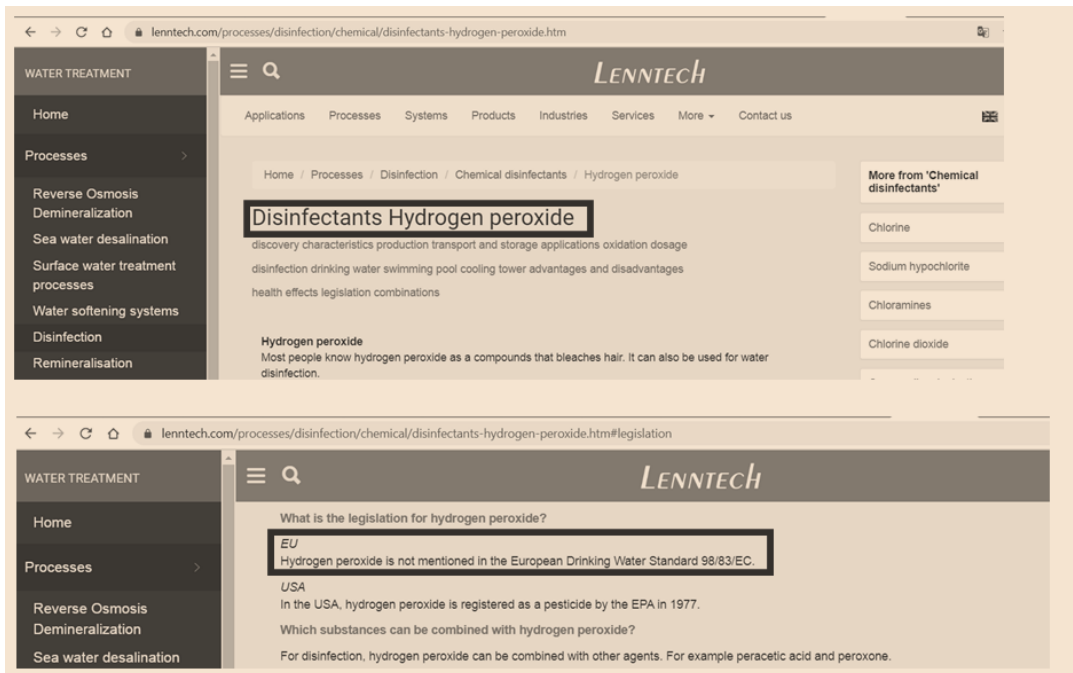 lenntech.com/processes/disinfection/chemical/disinfectants-hydrogen-peroxide.htm
WATER TREATMENT
Home
Processes
Reverse Osmosis
Demineralization
Sea water desalination
Surface water treatment
processes
Water softening systems
Disinfection
Remineralisation
LENNTECH
Applications Processes Systems Products Industries Services More Contact us
Home / Processes / Disinfection / Chemical disinfectants / Hydrogen peroxide
Disinfectants Hydrogen peroxide
discovery characteristics production transport and storage applications oxidation dosage
disinfection drinking water swimming pool cooling tower advantages and disadvantages
health effects legislation combinations
Hydrogen peroxide
Most people know hydrogen peroxide as a compounds that bleaches hair. It can also be used for water
disinfection.
More from 'Chemical
disinfectants'
Chlorine
Sodium hypochlorite
Chloramines
Chlorine dioxide
lenntech.com/processes/disinfection/chemical/disinfectants-hydrogen-peroxide.htm#legislation
WATER TREATMENT
Home
Processes
Reverse Osmosis
Demineralization
Sea water desalination
LENNTECH
What is the legislation for hydrogen peroxide?
EU
Hydrogen peroxide is not mentioned in the European Drinking Water Standard 98/83/EC.
USA
In the USA, hydrogen peroxide is registered as a pesticide by the EPA in 1977.
Which substances can be combined with hydrogen peroxide?
For disinfection, hydrogen peroxide can be combined with other agents. For example peracetic acid and peroxone.